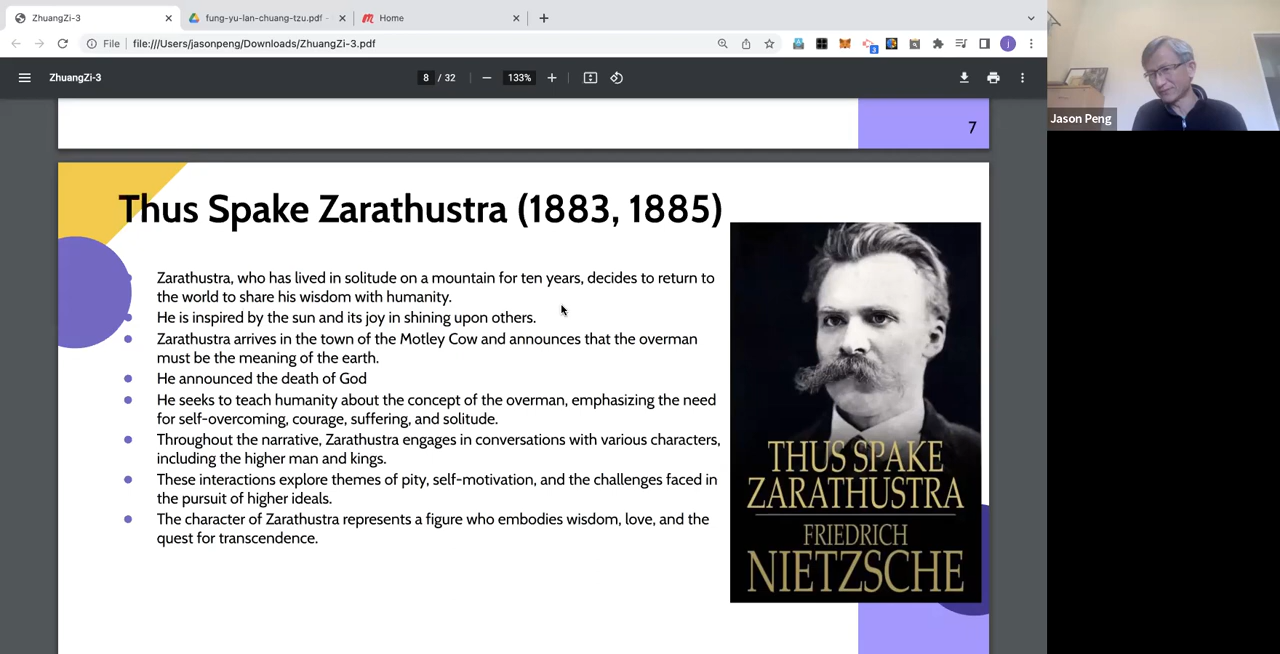 ZhuangZi-3
fung-yu-lan-chuang-tzu.pdf -
Home
File
file:///Users/jasonpeng/Downloads/ZhuangZi-3.pdf
3
j
ZhuangZi-3
8 / 32
133%
Jason Peng
7
Thus Spake Zarathustra (1883, 1885)
Zarathustra, who has lived in solitude on a mountain for ten years, decides to return to
the world to share his wisdom with humanity.
He is inspired by the sun and its joy in shining upon others.
Zarathustra arrives in the town of the Motley Cow and announces that the overman
must be the meaning of the earth.
He announced the death of God
He seeks to teach humanity about the concept of the overman, emphasizing the need
for self-overcoming, courage, suffering, and solitude.
Throughout the narrative, Zarathustra engages in conversations with various characters,
including the higher man and kings.
These interactions explore themes of pity, self-motivation, and the challenges faced in
the pursuit of higher ideals.
The character of Zarathustra represents a figure who embodies wisdom, love, and the
quest for transcendence.
THUS SPAKE
ZARATHUSTRA
FRIEDRICH
NIETZSCHE